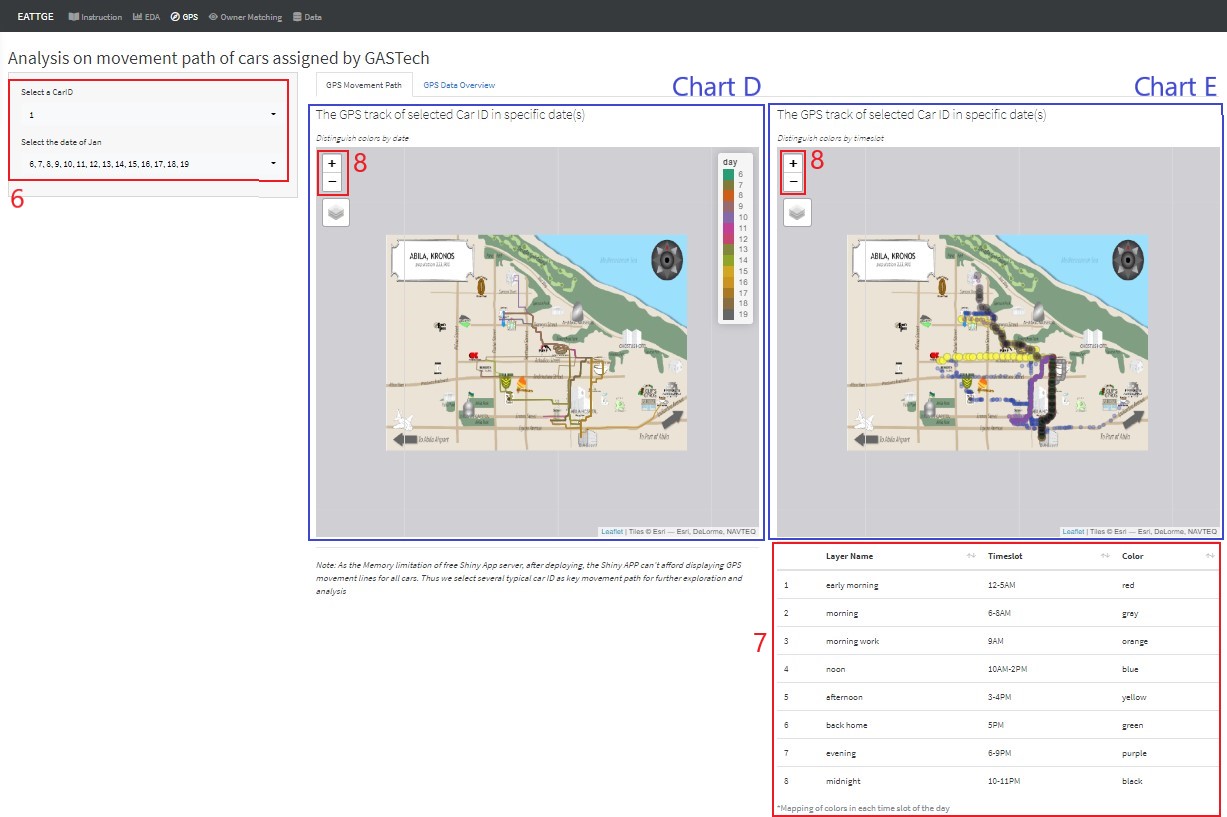 EATTGE Instruction EDA GPS Owner Matching Data
Analysis on movement path of cars assigned by GASTech
Select a CarID
1
Select the date of Jan
6, 7, 8, 9, 10, 11, 12, 13, 14, 15, 16, 17, 18, 19
6
GPS Movement Path GPS Data Overview
Chart D
Chart E
The GPS track of selected Car ID in specific date(s)
Distinguish colors by date
+
−
8
day
6
7
8
9
10
11
12
13
14
15
16
17
18
19
ABILA, KRONOS
To Abila Airport
To Port of Abila
Leaflet | Tiles © Esri — Esri, DeLorme, NAVTEQ
The GPS track of selected Car ID in specific date(s)
Distinguish colors by timeslot
+
−
8
ABILA, KRONOS
To Abila Airport
To Port of Abila
Leaflet | Tiles © Esri — Esri, DeLorme, NAVTEQ
Note: As the Memory limitation of free Shiny App server, after deploying, the Shiny APP can't afford displaying GPS
movement lines for all cars. Thus we select several typical car ID as key movement path for further exploration and
analysis
7
Layer Name Timeslot Color
1 early morning 12-5AM red
2 morning 6-8AM gray
3 morning work 9AM orange
4 noon 10AM-2PM blue
5 afternoon 3-4PM yellow
6 back home 5PM green
7 evening 6-9PM purple
8 midnight 10-11PM black
*Mapping of colors in each time slot of the day